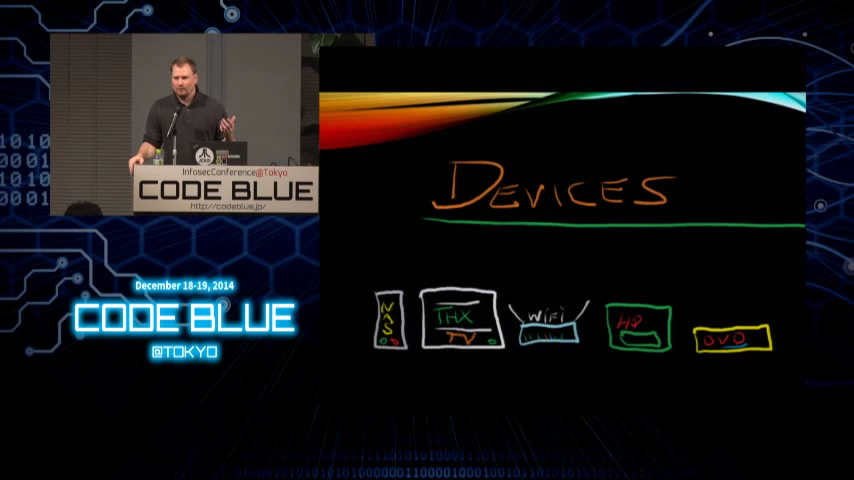 ATARI
InfosecConference@Tokyo
CODE BLUE
http://codeblue.jp/
December 18-19, 2014
CODE BLUE
@TOKYO
DEVICES
NAS
THX
TV
WiFi
HP
DVD